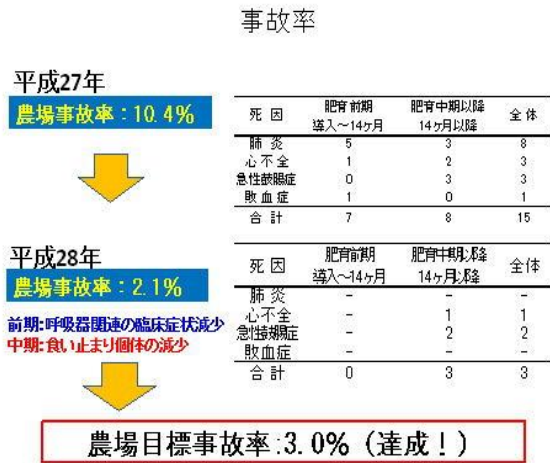 事故率
平成27年
農場事故率：10.4%
死因 肥育前期 導入～14ヶ月 肥育中期以降 14ヶ月以降 全体
肺炎 5 3 8
心不全 1 2 3
急性鼓腸症 0 3 3
敗血症 1 0 1
合計 7 8 15
平成28年
農場事故率：2.1%
前期:呼吸器関連の臨床症状減少
中期:食い止まり個体の減少
死因 肥育前期 導入～14ヶ月 肥育中期以降 14ヶ月以降 全体
肺炎 - - -
心不全 - 1 1
急性鼓腸症 - 2 2
敗血症 - - -
合計 0 3 3
農場目標事故率:3.0%（達成！）